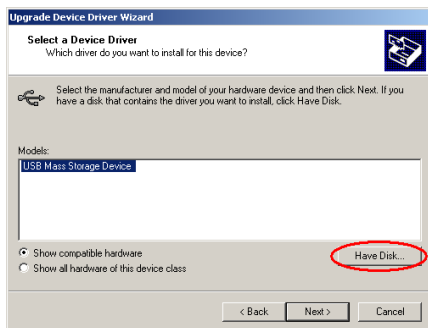 Upgrade Device Driver Wizard
Select a Device Driver
Which driver do you want to install for this device?
Select the manufacturer and model of your hardware device and then click Next. If you
have a disk that contains the driver you want to install, click Have Disk.
Models:
USB Mass Storage Device
Show compatible hardware
Show all hardware of this device class
Have Disk...
< Back
Next >
Cancel